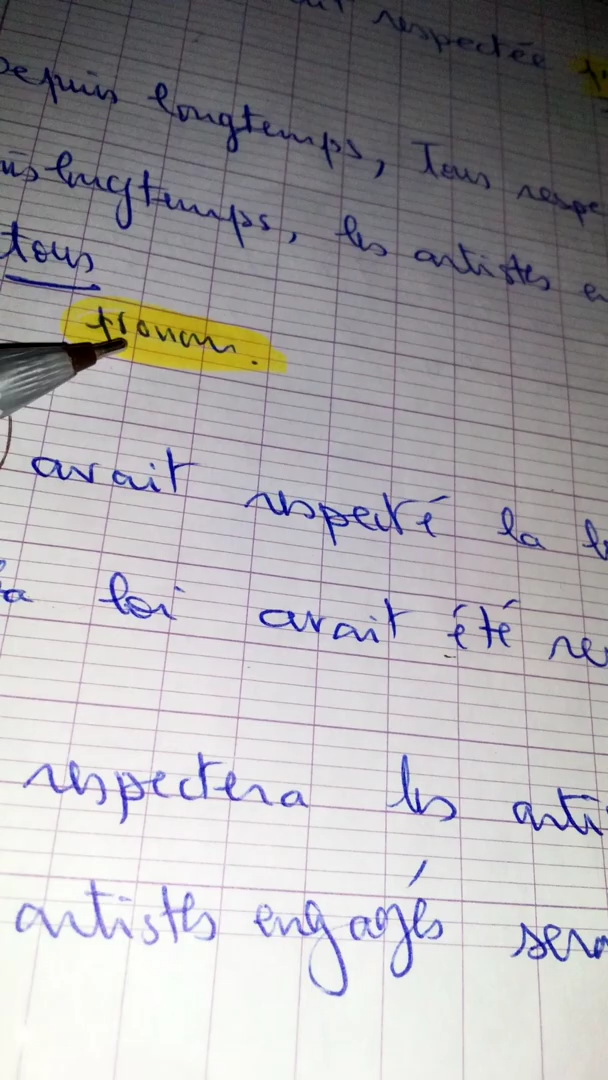 respectée
Depuis longtemps, Tous respe
longtemps, les artistes e
tous
pronom.
avait respecté la l
la loi avait été re
respectera les arti
artistes engagés sera